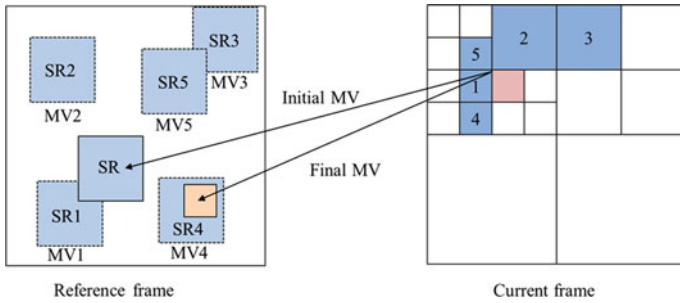 SR3
SR2
SR5
MV3
MV2
MV5
Initial MV
SR
Final MV
SR1
SR4
MV1
MV4
Reference frame
2
3
5
1
4
Current frame